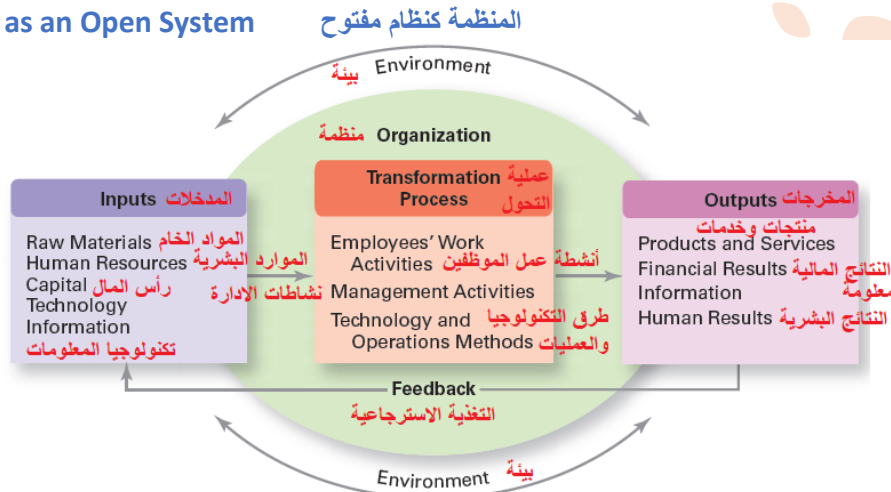 as an Open System المنظمة كنظام مفتوح
بيئة Environment
منظمة Organization
Inputs المدخلات
Raw Materials المواد الخام
Human Resources الموارد البشرية
Capital رأس المال
Technology
Information
تكنولوجيا المعلومات
Transformation عملية
Process التحول
Employees' Work
Activities أنشطة عمل الموظفين
نشاطات الادارة Management Activities
Technology and طرق التكنولوجيا
Operations Methods والعمليات
Outputs المخرجات
منتجات وخدمات
Products and Services
Financial Results النتائج المالية
Information معلومة
Human Results النتائج البشرية
Feedback
التغذية الاسترجاعية
Environment بيئة